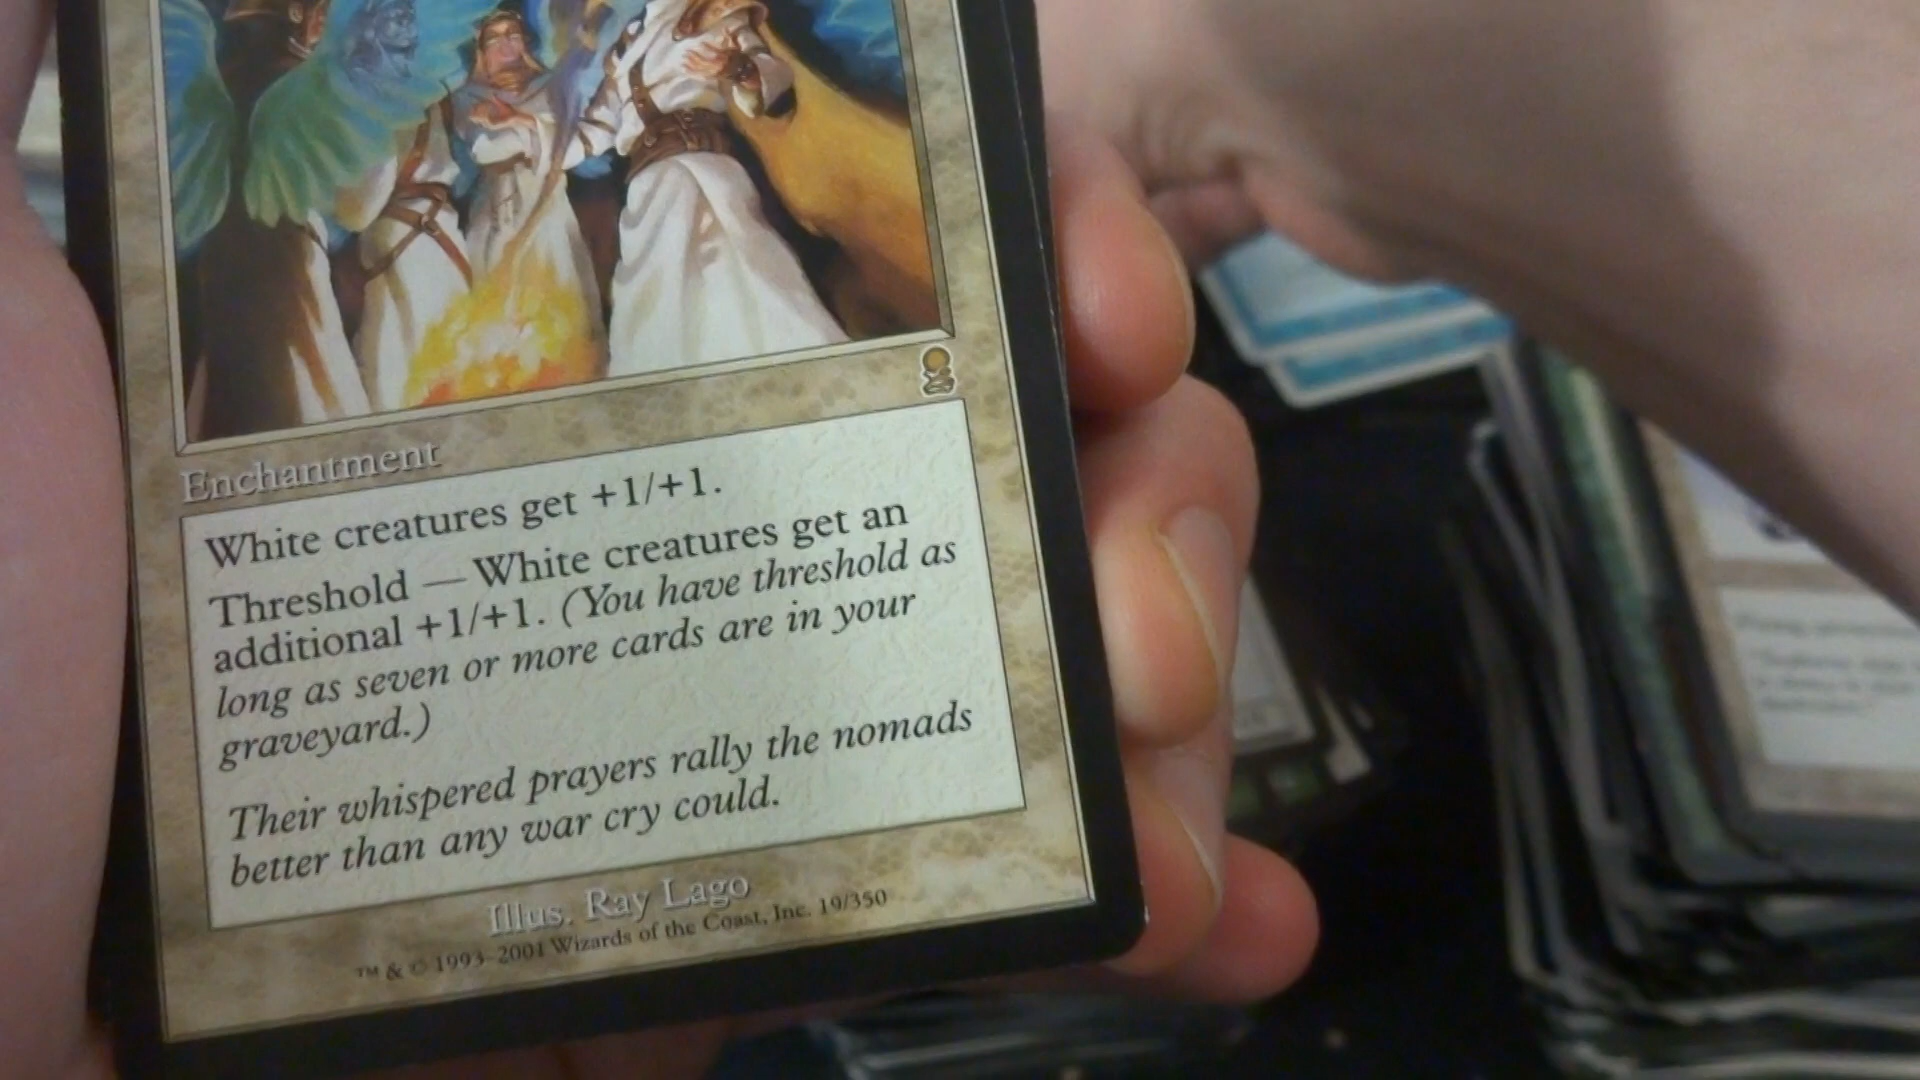 Enchantment
White creatures get +1/+1.
Threshold — White creatures get an
additional +1/+1. (You have threshold as
long as seven or more cards are in your
graveyard.)
Their whispered prayers rally the nomads
better than any war cry could.
Illus. Ray Lago
™ & © 1993-2001 Wizards of the Coast, Inc. 19/350